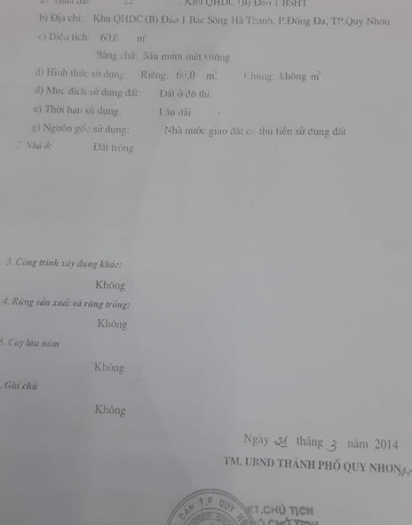 Khu QHDC (B) Đảo 1 BSHT
b) Địa chỉ: Khu QHDC (B) Đảo 1 Bắc Sông Hà Thanh, P.Đống Đa, TP.Quy Nhơn
c) Diện tích: 60,0 m²
Bằng chữ: Sáu mươi mét vuông
d) Hình thức sử dụng: Riêng: 60,0 m² Chung: không m²
đ) Mục đích sử dụng đất: Đất ở đô thị
e) Thời hạn sử dụng: Lâu dài
g) Nguồn gốc sử dụng: Nhà nước giao đất có thu tiền sử dụng đất
2. Nhà ở: Đất trống
3. Công trình xây dựng khác:
Không
4. Rừng sản xuất và rừng trồng:
Không
5. Cây lâu năm
Không
. Ghi chú
Không
Ngày 21 tháng 3 năm 2014
TM. UBND THÀNH PHỐ QUY NHƠN
DÂN T.P QUY
KT.CHỦ TỊCH